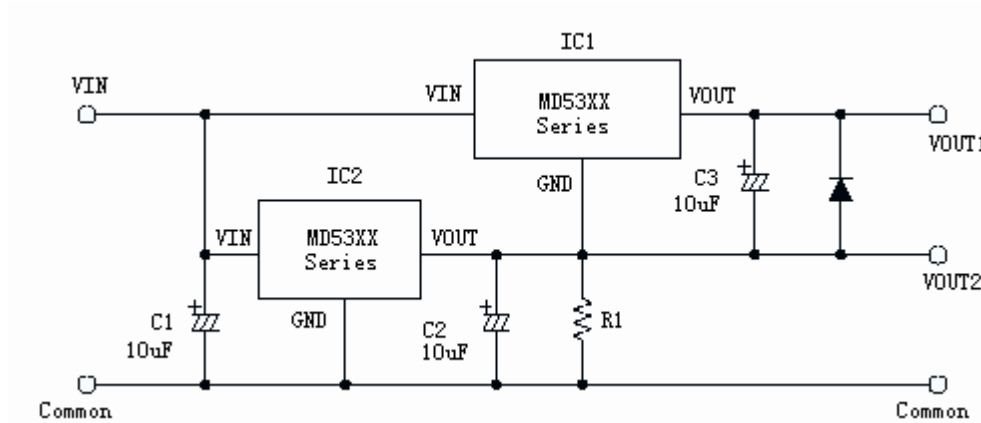 IC1
VIN
VIN
MD53XX
Series
VOUT
VOUT1
GND
C3
10uF
+
IC2
VIN
MD53XX
Series
VOUT
VOUT2
GND
C1
10uF
+
C2
10uF
+
R1
Common
Common